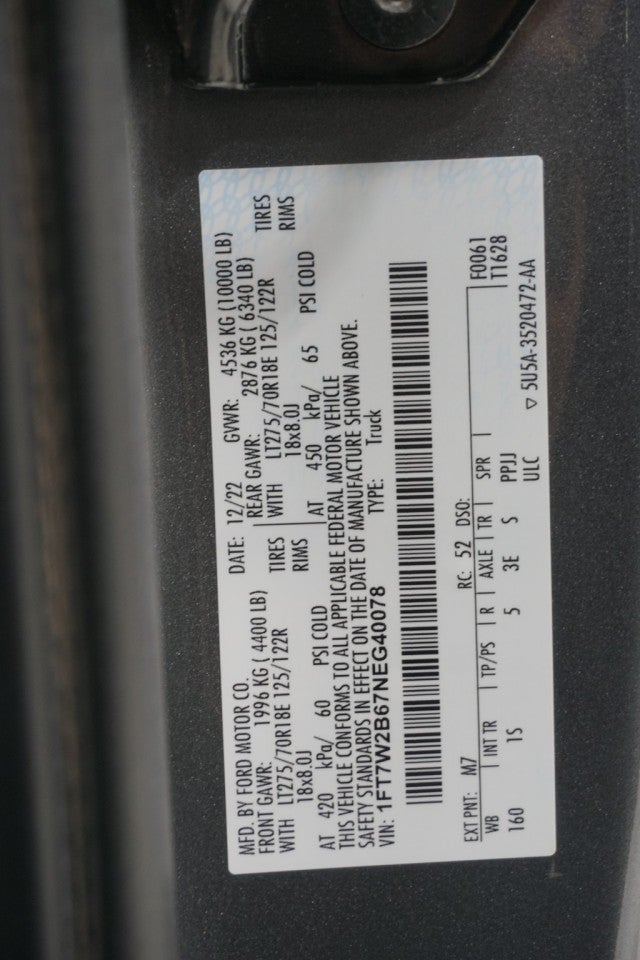 MFD. BY FORD MOTOR CO. DATE: 12/22 GVWR: 4536 KG (10000 LB)
FRONT GAWR: 1996 KG ( 4400 LB) REAR GAWR: 2876 KG ( 6340 LB)
WITH LT275/70R18E 125/122R TIRES WITH LT275/70R18E 125/122R TIRES
18x8.0J RIMS 18x8.0J RIMS
AT 420 kPa/ 60 PSI COLD AT 450 kPa/ 65 PSI COLD
THIS VEHICLE CONFORMS TO ALL APPLICABLE FEDERAL MOTOR VEHICLE
SAFETY STANDARDS IN EFFECT ON THE DATE OF MANUFACTURE SHOWN ABOVE.
VIN: 1FT7W2B67NEG40078 TYPE: Truck
EXT PNT: M7 RC: 52 DSO: F0061
T1628
WB INT TR TP/PS R AXLE TR SPR
160 1S 5 3E S PPJJ
ULC ▽ 5U5A-3520472-AA